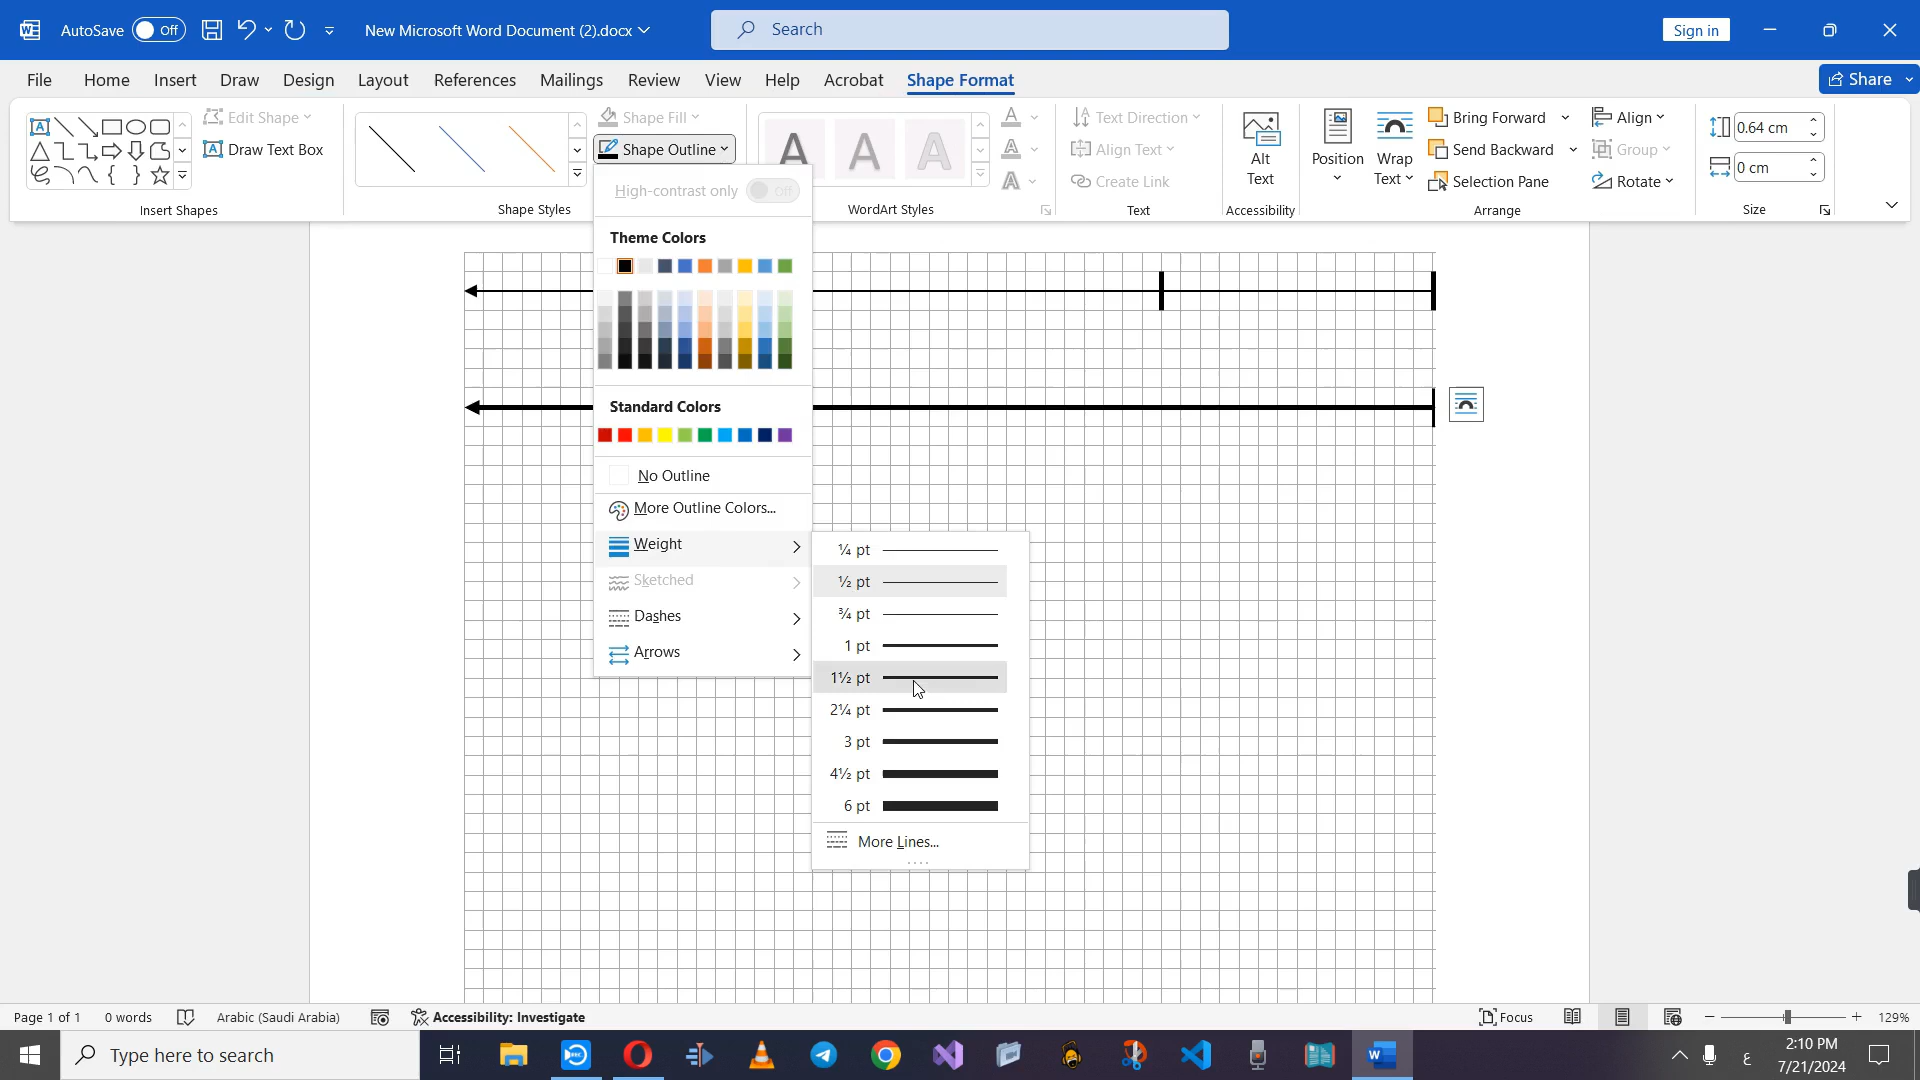 AutoSave Off New Microsoft Word Document (2).docx Search Sign in
File Home Insert Draw Design Layout References Mailings Review View Help Acrobat Shape Format Share
Edit Shape
Draw Text Box
Insert Shapes
Shape Fill
Shape Outline
Shape Styles
A A A
WordArt Styles
Text Direction
Align Text
Create Link
Text
Alt
Text
Accessibility
Position
Wrap
Text
Bring Forward
Send Backward
Selection Pane
Align
Group
Rotate
Arrange
0.64 cm
0 cm
Size
High-contrast only Off
Theme Colors
Standard Colors
No Outline
More Outline Colors...
Weight
Sketched
Dashes
Arrows
¼ pt
½ pt
¾ pt
1 pt
1½ pt
2¼ pt
3 pt
4½ pt
6 pt
More Lines...
Page 1 of 1 0 words Arabic (Saudi Arabia) Accessibility: Investigate Focus 129%
Type here to search
REC
ع
2:10 PM
7/21/2024